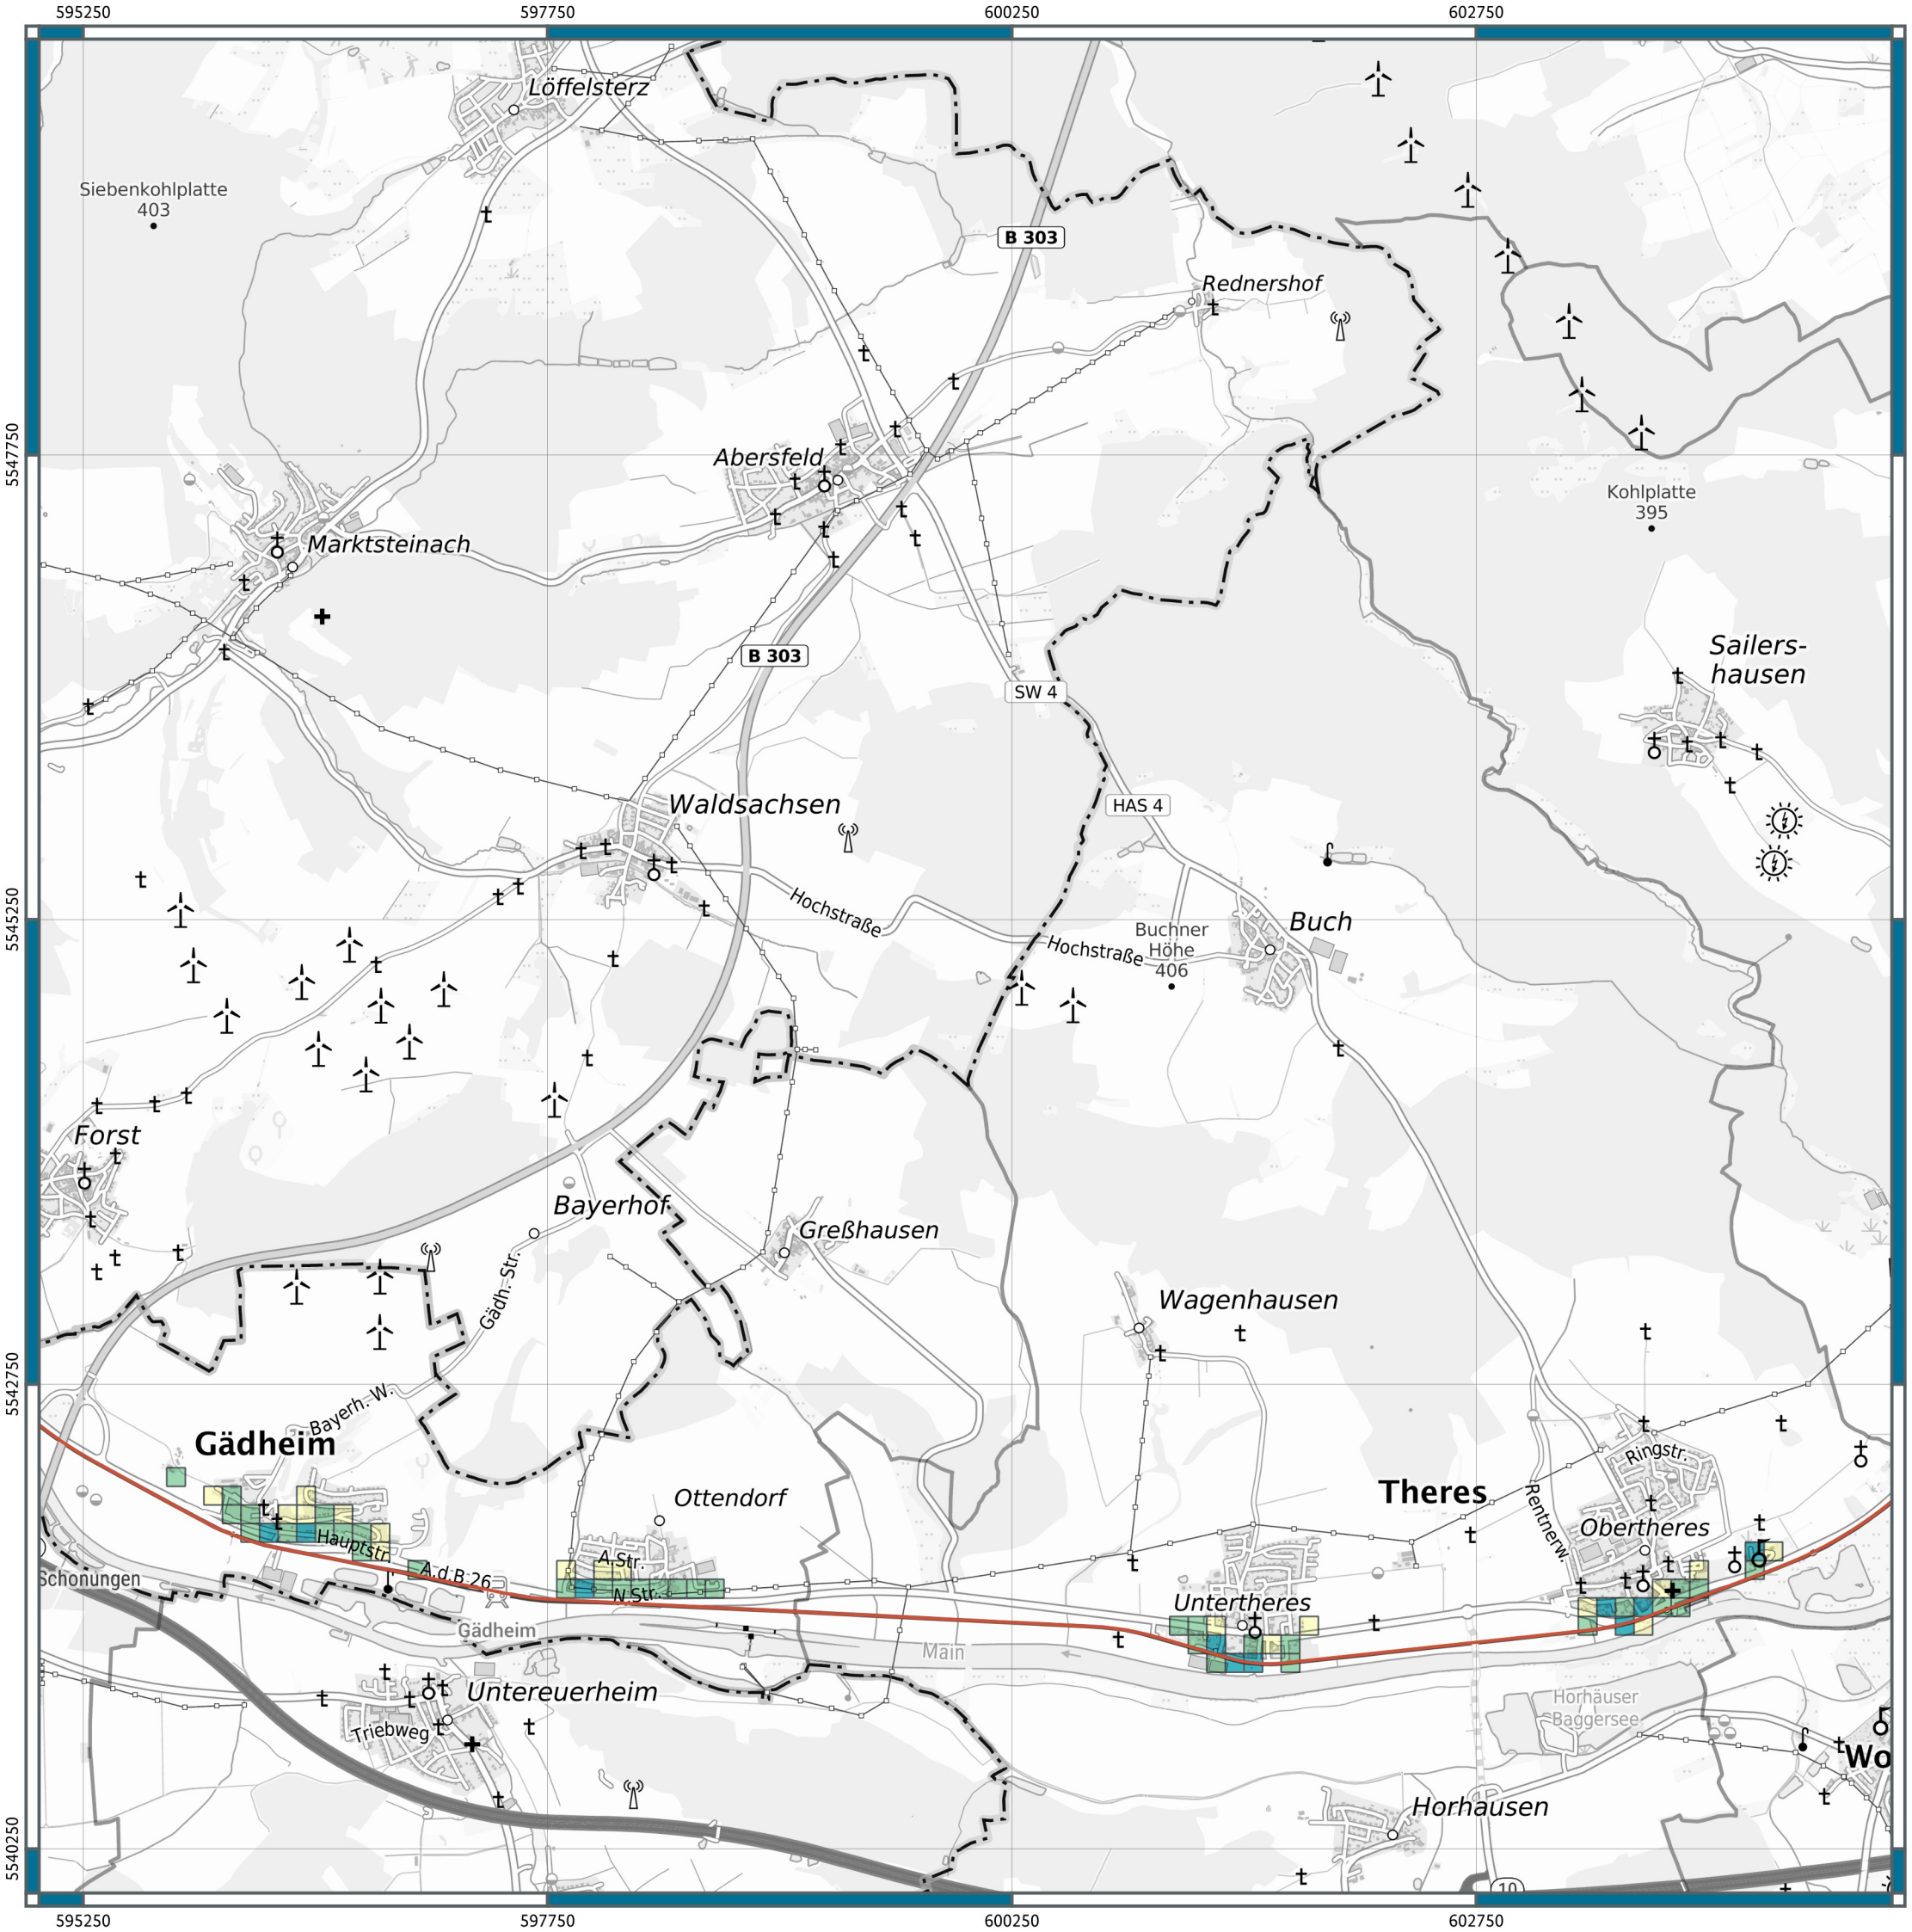 595250
597750
600250
602750
Löffelsterz
Siebenkohlplatte
403
B 303
Rednershof
5547750
Abersfeld
Kohlplatte
395
Marktsteinach
B 303
Sailers-
hausen
SW 4
Waldsachsen
HAS 4
Hochstraße
5545250
Buch
Buchner
Höhe
406
Hochstraße
Forst
Bayerhof
Greßhausen
Gädh. Str.
Wagenhausen
5542750
Bayerh. W.
Gädheim
Ringstr.
Theres
Ottendorf
Rentnerw.
Obertheres
Hauptstr.
A.Str.
A.d.B 26
Schonungen
N.Str.
Untertheres
Gädheim
Main
Untereuerheim
Horhäuser
Baggersee
Triebweg
Wo
Horhausen
5540250
10
595250
597750
600250
602750